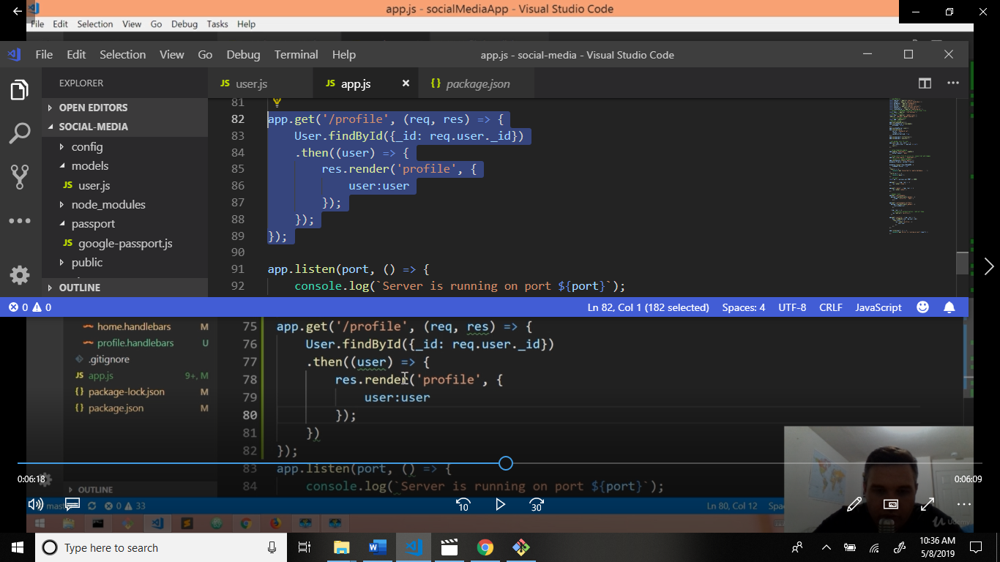 app.js - socialMediaApp - Visual Studio Code
File Edit Selection View Go Debug Tasks Help
File Edit Selection View Go Debug Terminal Help
app.js - social-media - Visual Studio Code
EXPLORER
JS user.js
JS app.js
{} package.json
OPEN EDITORS
SOCIAL-MEDIA
config
models
JS user.js
node_modules
passport
JS google-passport.js
public
OUTLINE
81
82 app.get('/profile', (req, res) => {
83 User.findById({_id: req.user._id})
84 .then((user) => {
85 res.render('profile', {
86 user:user
87 });
88 });
89 });
90
91 app.listen(port, () => {
92 console.log(`Server is running on port ${port}`);
0 0
Ln 82, Col 1 (182 selected) Spaces: 4 UTF-8 CRLF JavaScript
home.handlebars M
profile.handlebars U
.gitignore
JS app.js 9+, M
{} package-lock.json M
{} package.json M
OUTLINE
75 app.get('/profile', (req, res) => {
76 User.findById({_id: req.user._id})
77 .then((user) => {
78 res.render('profile', {
79 user:user
80 });
81 })
82 });
83 app.listen(port, () => {
84 console.log(`Server is running on port ${port}`);
0:06:18
0:06:09
0 33
10
30
Ln 80, Col 12
Type here to search
10:36 AM
5/8/2019